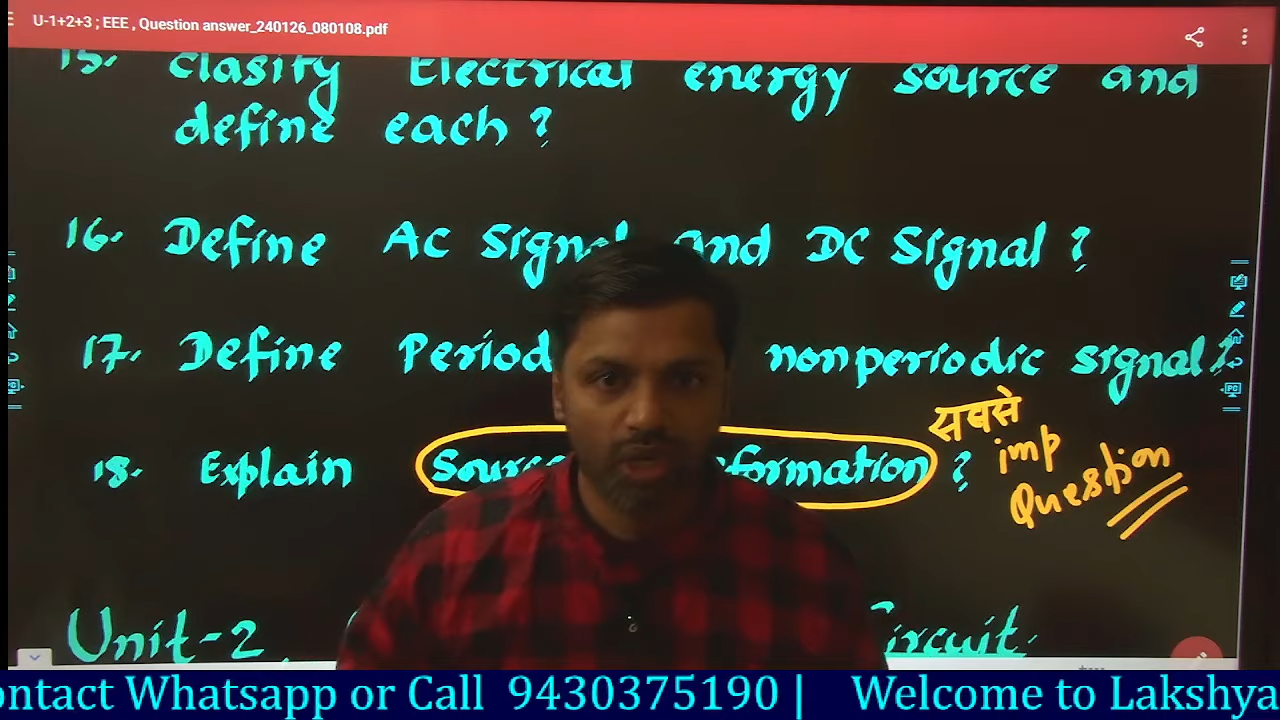 U-1+2+3 ; EEE , Question answer_240126_080108.pdf
15. Clasify Electrical energy source and
define each ?
16. Define AC Signal and DC Signal ?
17. Define nonperiodic signal ?
18. Explain formation ?
सबसे
imp
Question
Unit-2 Circuit.
ontact Whatsapp or Call 9430375190 | Welcome to Lakshya